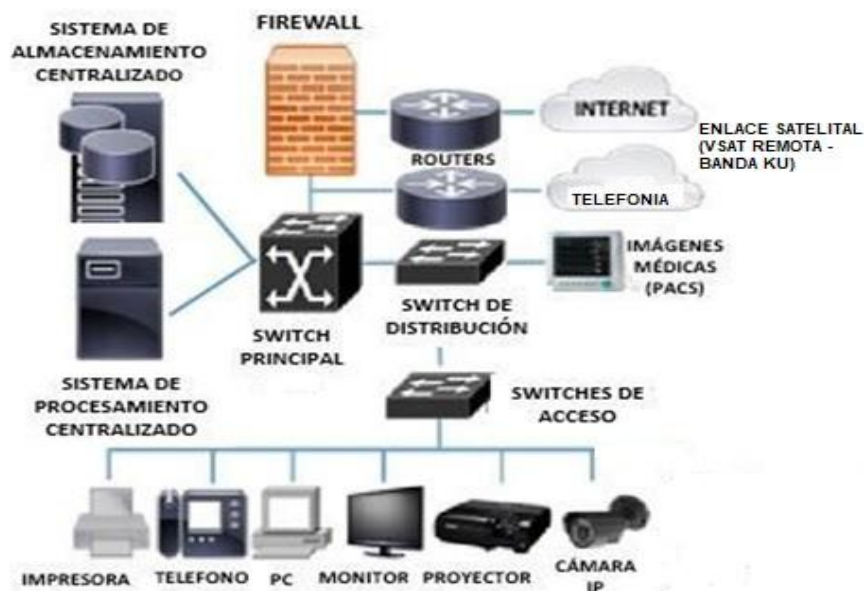 SISTEMA DE
ALMACENAMIENTO
CENTRALIZADO
FIREWALL
INTERNET
ROUTERS
ENLACE SATELITAL
(VSAT REMOTA -
BANDA KU)
TELEFONIA
IMÁGENES
MÉDICAS
(PACS)
SWITCH DE
DISTRIBUCIÓN
SWITCH
PRINCIPAL
SISTEMA DE
PROCESAMIENTO
CENTRALIZADO
SWITCHES DE
ACCESO
IMPRESORA
TELEFONO
PC
MONITOR
PROYECTOR
CÁMARA
IP